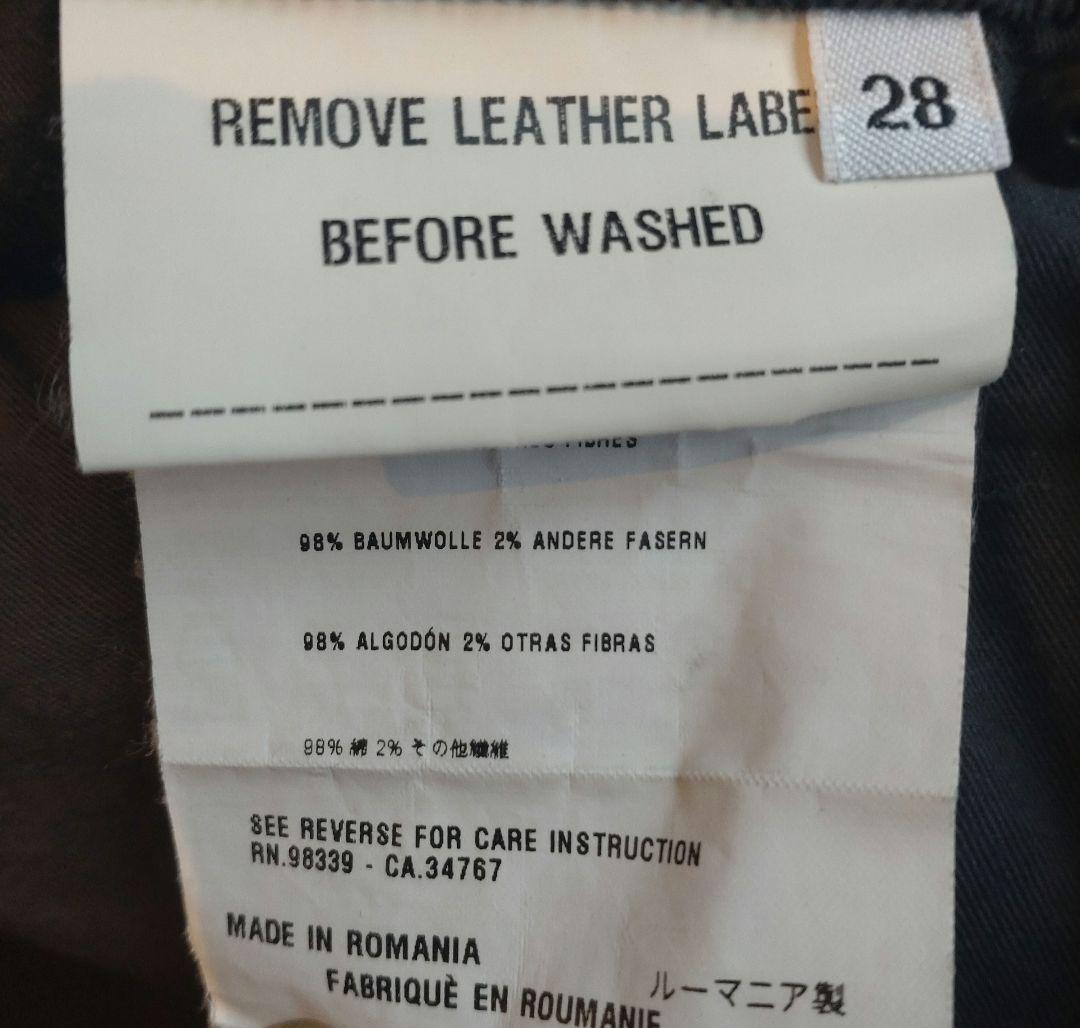 REMOVE LEATHER LABE
28
BEFORE WASHED
FIBRES
98% BAUMWOLLE 2% ANDERE FASERN
98% ALGODÓN 2% OTRAS FIBRAS
98% 綿 2% その他繊維
SEE REVERSE FOR CARE INSTRUCTION
RN.98339 - CA.34767
MADE IN ROMANIA
FABRIQUÈ EN ROUMANIE
ルーマニア製